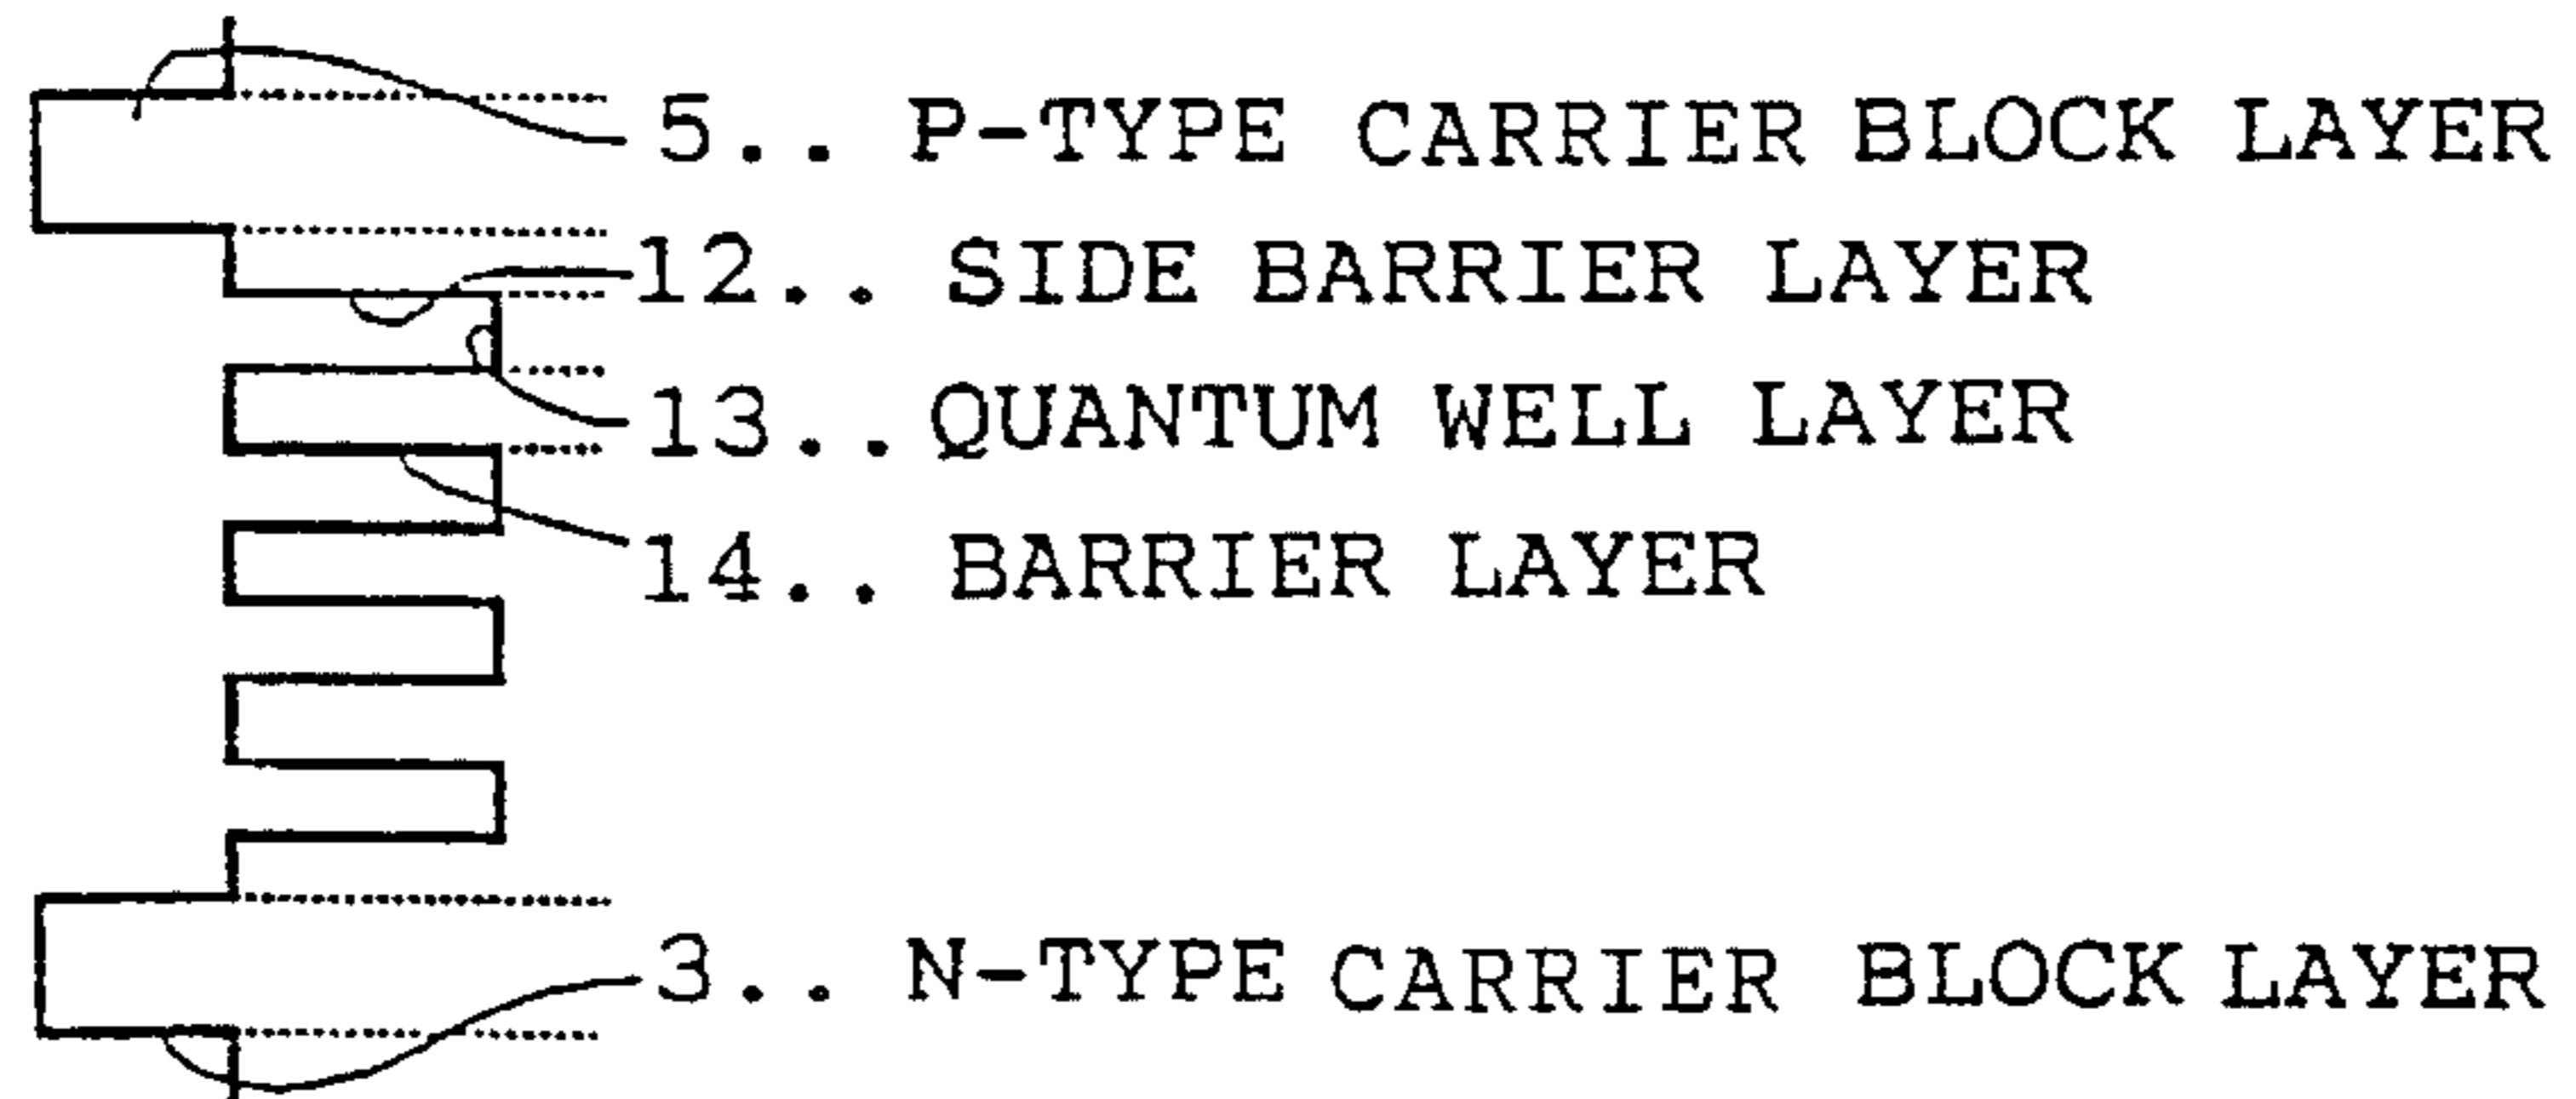 5.. P-TYPE CARRIER BLOCK LAYER
12.. SIDE BARRIER LAYER
13.. QUANTUM WELL LAYER
14.. BARRIER LAYER
3.. N-TYPE CARRIER BLOCK LAYER